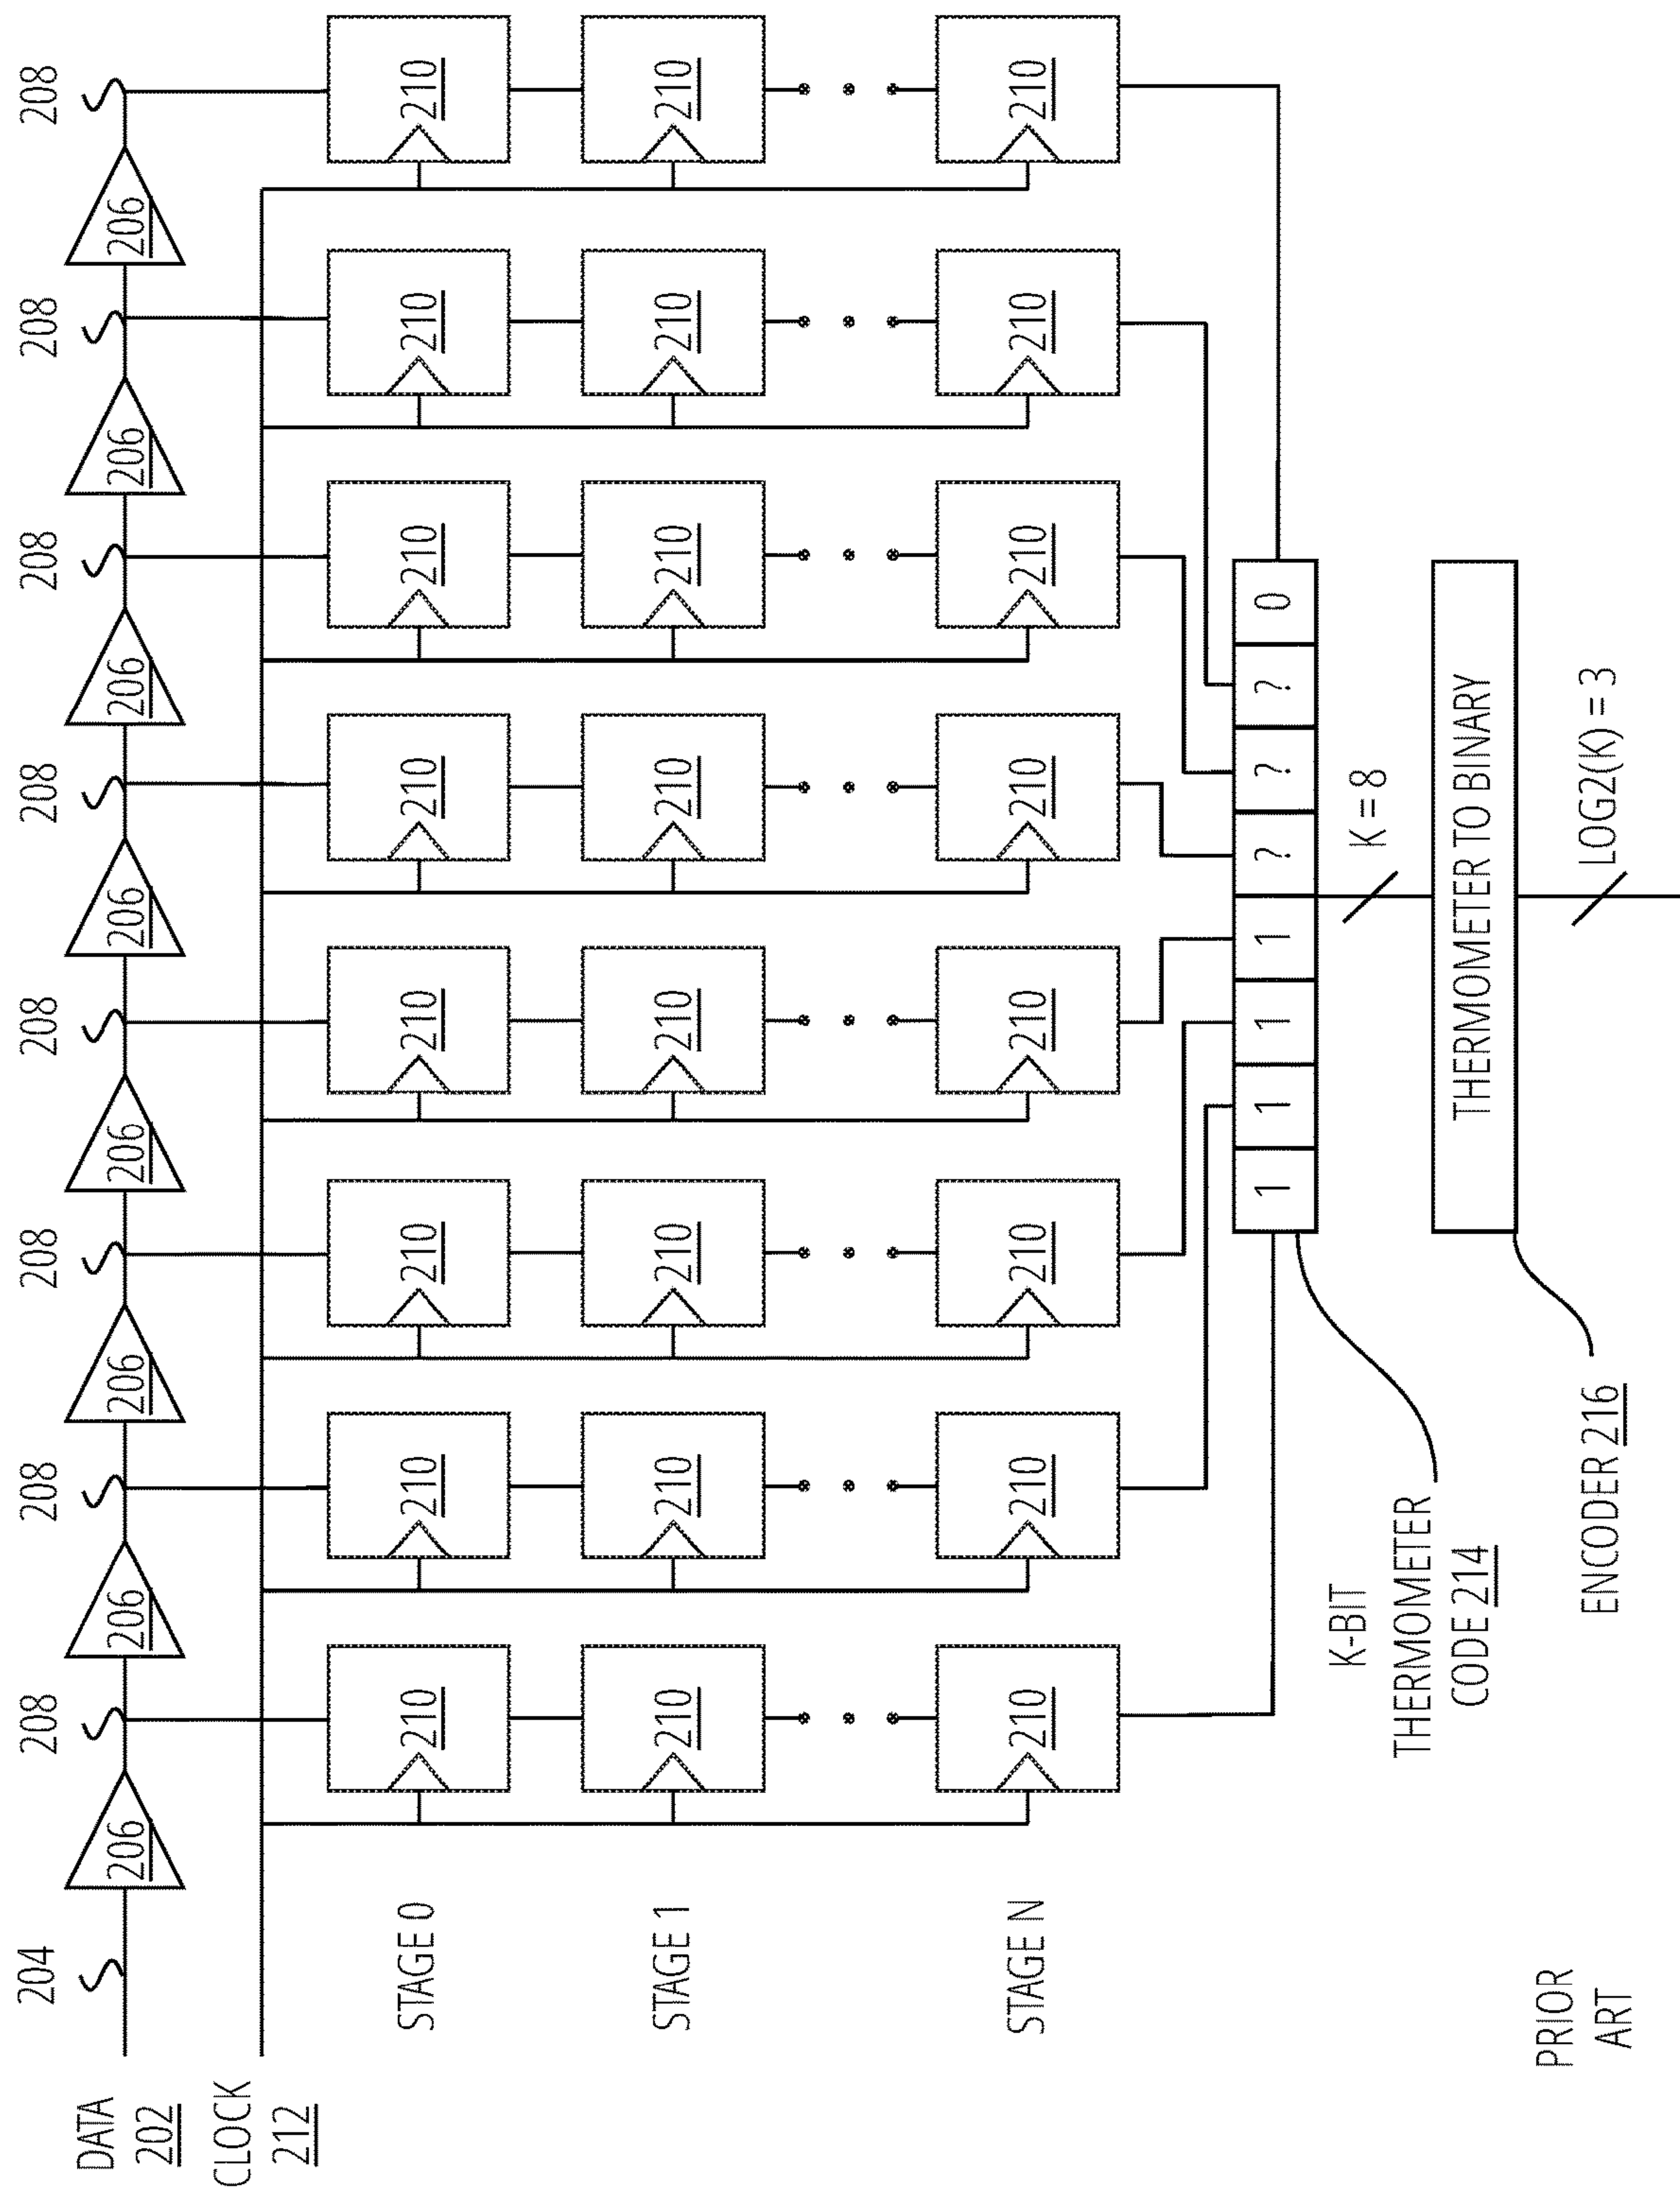 204 208 208 208 208 208 208 208 208
DATA
202
206 206 206 206 206 206 206 206
CLOCK
212
STAGE 0 210 210 210 210 210 210 210 210
STAGE 1 210 210 210 210 210 210 210 210
STAGE N 210 210 210 210 210 210 210 210
1 1 1 1 ? ? ? 0
K-BIT
THERMOMETER
CODE 214
K = 8
THERMOMETER TO BINARY
ENCODER 216
LOG2(K) = 3
PRIOR
ART